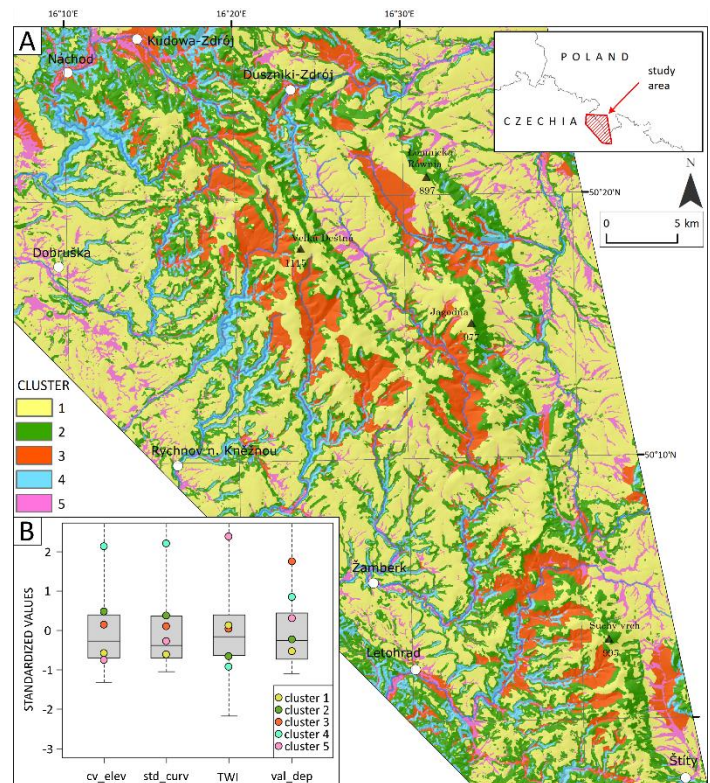 16°10'E
16°20'E
16°30'E
A
Kudowa-Zdrój
Náchod
Duszniki-Zdrój
POLAND
study
area
CZECHIA
N
0 5 km
897
50°20'N
Velká Deštná
1115
Dobruška
Jagodna
977
CLUSTER
1
2
3
4
5
50°10'N
Rychnov n. Kněžnou
B
Žamberk
Suchý vrch
995
Letohrad
Štíty
STANDARDIZED VALUES
2
1
0
-1
-2
-3
cluster 1
cluster 2
cluster 3
cluster 4
cluster 5
cv_elev std_curv TWI val_dep